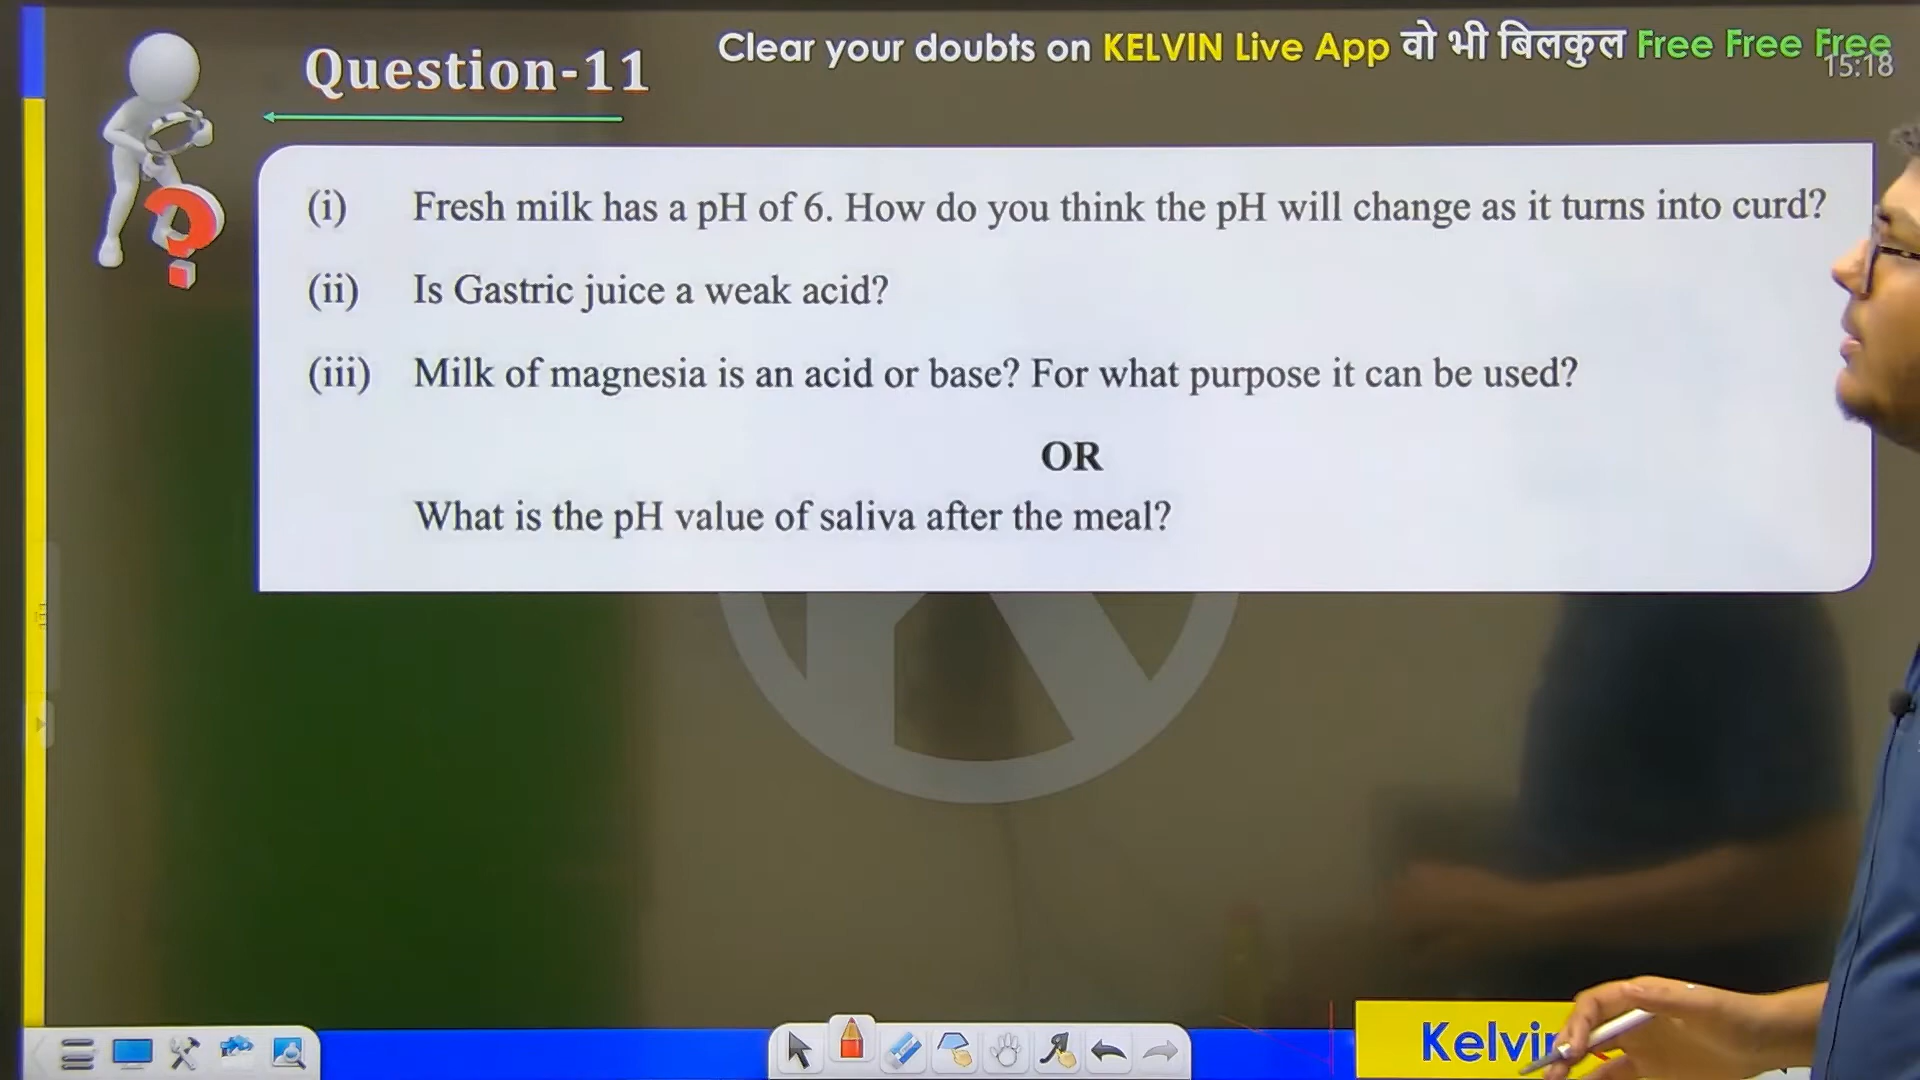 Question-11
Clear your doubts on KELVIN Live App वो भी बिलकुल Free Free Free
15:18
(i) Fresh milk has a pH of 6. How do you think the pH will change as it turns into curd?
(ii) Is Gastric juice a weak acid?
(iii) Milk of magnesia is an acid or base? For what purpose it can be used?
OR
What is the pH value of saliva after the meal?